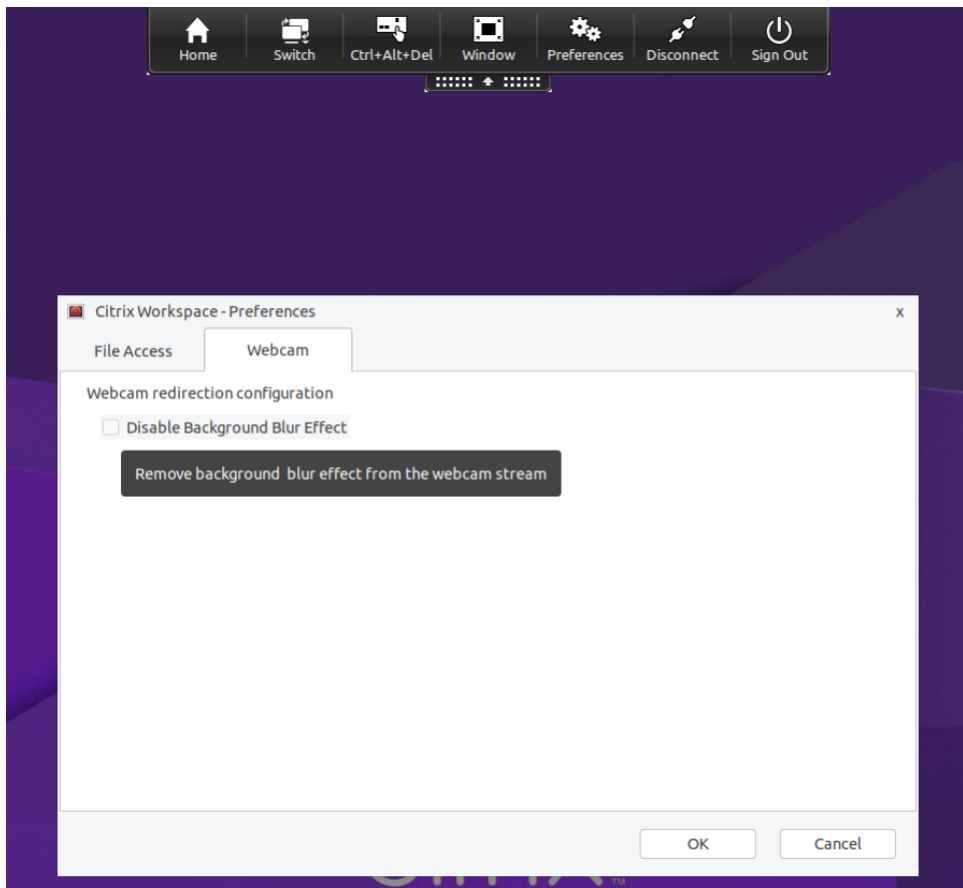 Home Switch Ctrl+Alt+Del Window Preferences Disconnect Sign Out
Citrix Workspace - Preferences x
File Access Webcam
Webcam redirection configuration
Disable Background Blur Effect
Remove background blur effect from the webcam stream
OK Cancel